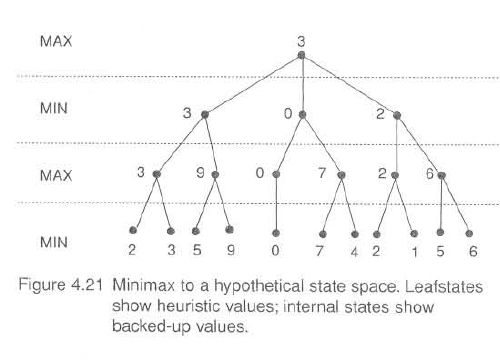 3
MAX
MIN 3 0 2
MAX 3 9 0 7 2 6
MIN
2 3 5 9 0 7 4 2 1 5 6
Figure 4.21 Minimax to a hypothetical state space. Leafstates
show heuristic values; internal states show
backed-up values.